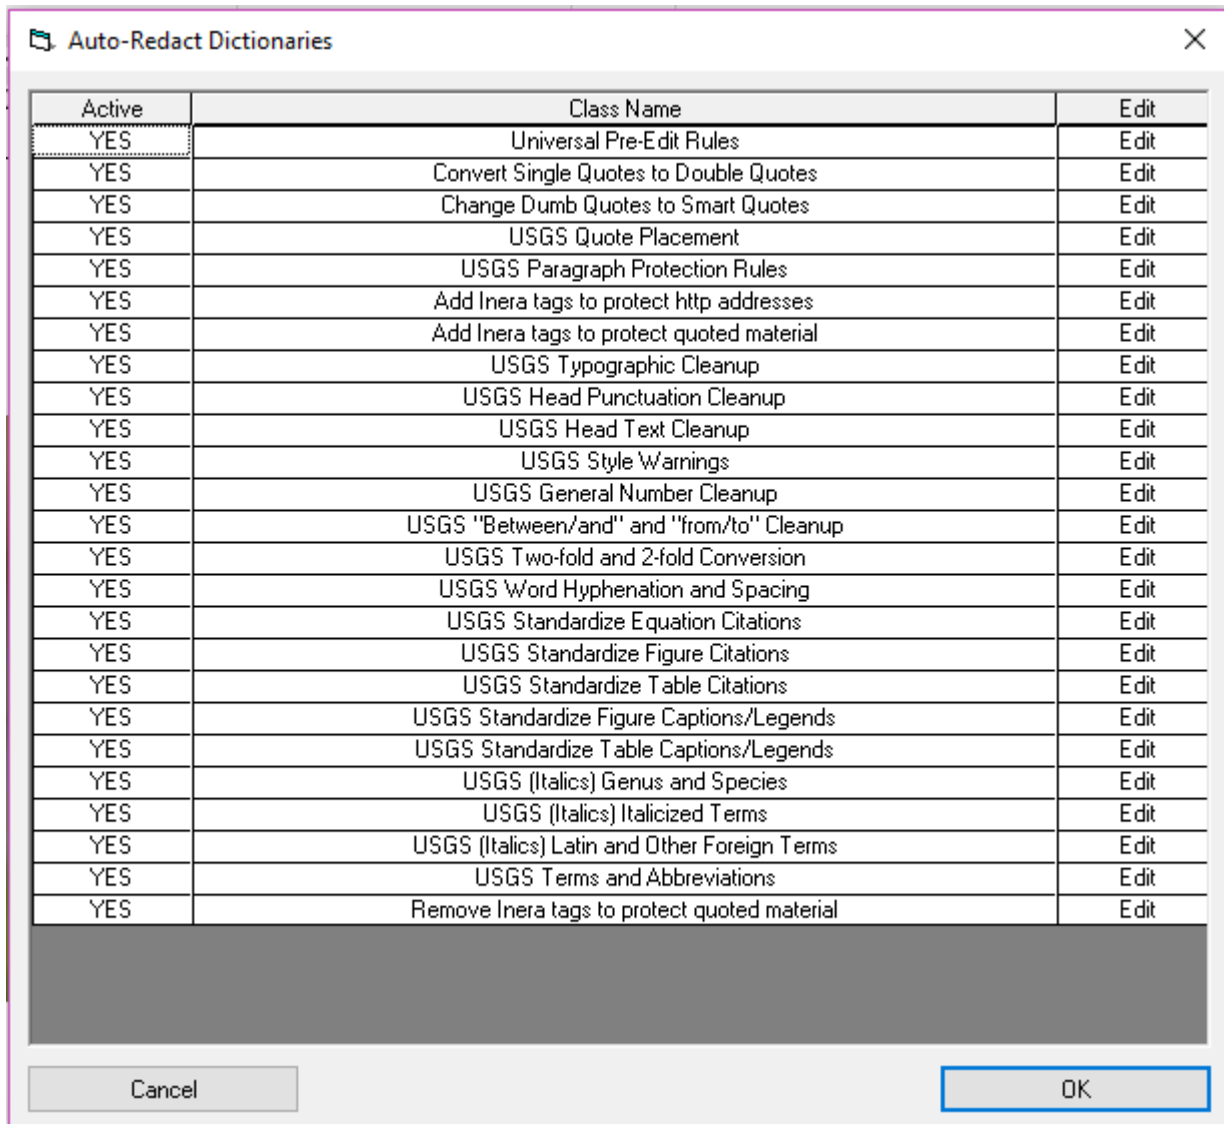 Auto-Redact Dictionaries
Active Class Name Edit
YES Universal Pre-Edit Rules Edit
YES Convert Single Quotes to Double Quotes Edit
YES Change Dumb Quotes to Smart Quotes Edit
YES USGS Quote Placement Edit
YES USGS Paragraph Protection Rules Edit
YES Add Inera tags to protect http addresses Edit
YES Add Inera tags to protect quoted material Edit
YES USGS Typographic Cleanup Edit
YES USGS Head Punctuation Cleanup Edit
YES USGS Head Text Cleanup Edit
YES USGS Style Warnings Edit
YES USGS General Number Cleanup Edit
YES USGS "Between/and" and "from/to" Cleanup Edit
YES USGS Two-fold and 2-fold Conversion Edit
YES USGS Word Hyphenation and Spacing Edit
YES USGS Standardize Equation Citations Edit
YES USGS Standardize Figure Citations Edit
YES USGS Standardize Table Citations Edit
YES USGS Standardize Figure Captions/Legends Edit
YES USGS Standardize Table Captions/Legends Edit
YES USGS (Italics) Genus and Species Edit
YES USGS (Italics) Italicized Terms Edit
YES USGS (Italics) Latin and Other Foreign Terms Edit
YES USGS Terms and Abbreviations Edit
YES Remove Inera tags to protect quoted material Edit
Cancel OK